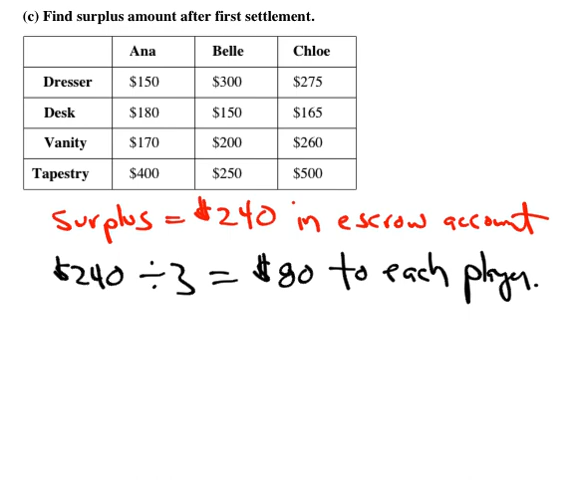 (c) Find surplus amount after first settlement.
Ana Belle Chloe
Dresser $150 $300 $275
Desk $180 $150 $165
Vanity $170 $200 $260
Tapestry $400 $250 $500
Surplus = $240 in escrow account
$240 ÷ 3 = $80 to each player.